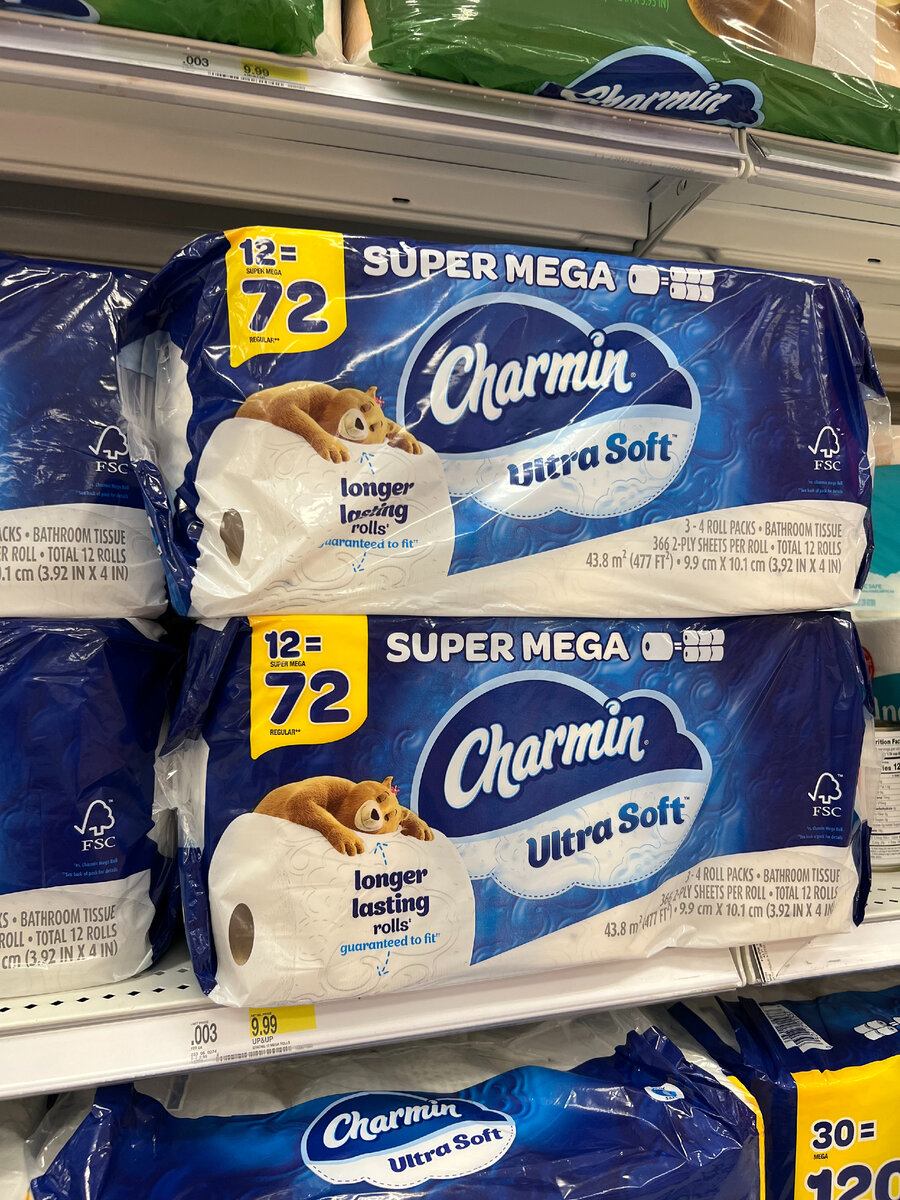 .003
9.99
Charmin
12=
SUPER MEGA
72
REGULAR**
SUPER MEGA
Charmin
Ultra Soft™
longer
lasting
rolls
guaranteed to fit
FSC
3 - 4 ROLL PACKS • BATHROOM TISSUE
366 2-PLY SHEETS PER ROLL • TOTAL 12 ROLLS
43.8 m² (477 FT²) • 9.9 cm X 10.1 cm (3.92 IN X 4 IN)
FSC
ACKS • BATHROOM TISSUE
ER ROLL • TOTAL 12 ROLLS
0.1 cm (3.92 IN X 4 IN)
12=
SUPER MEGA
72
REGULAR**
SUPER MEGA
Charmin
Ultra Soft™
longer
lasting
rolls
guaranteed to fit
FSC
3- 4 ROLL PACKS • BATHROOM TISSUE
366 2-PLY SHEETS PER ROLL • TOTAL 12 ROLLS
43.8 m² (477 FT²) • 9.9 cm X 10.1 cm (3.92 IN X 4 IN
FSC
KS • BATHROOM TISSUE
ROLL • TOTAL 12 ROLLS
cm (3.92 IN X 4 IN)
.003
9.99
UP&UP
Charmin
Ultra Soft
30=
MEGA
120